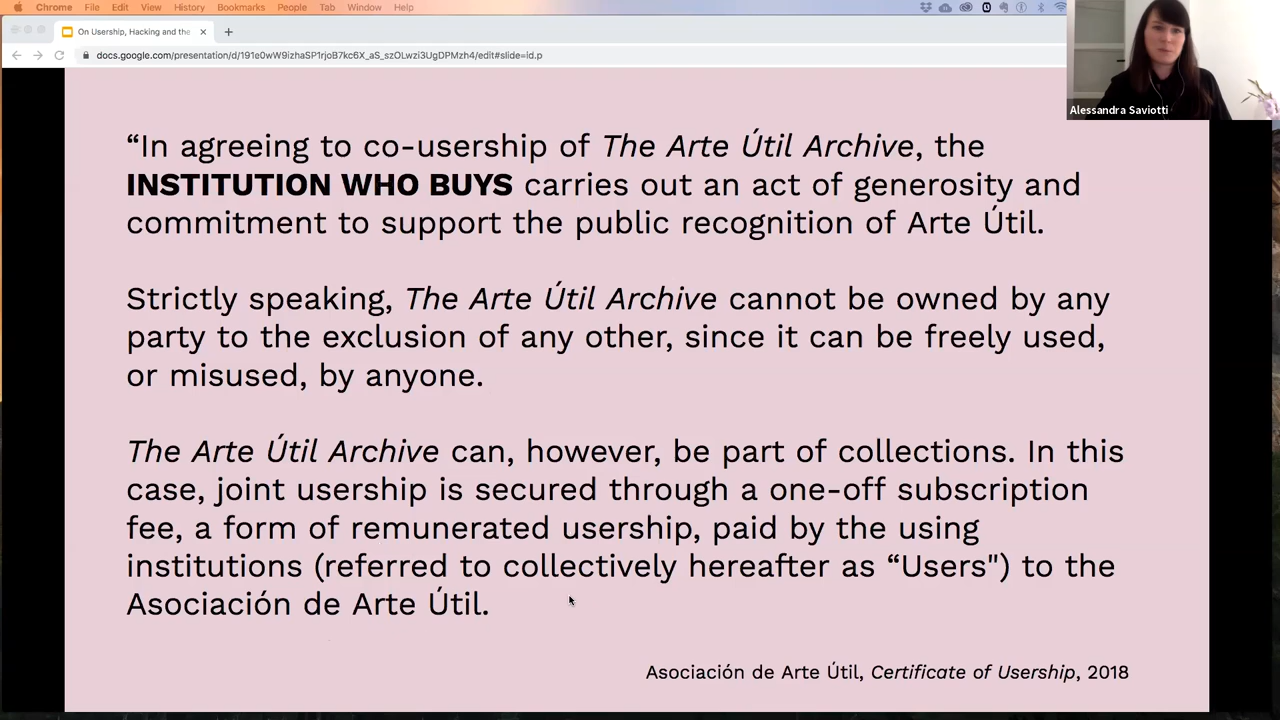 Chrome File Edit View History Bookmarks People Tab Window Help
On Usership, Hacking and the
docs.google.com/presentation/d/191e0wW9izhaSP1rjoB7kc6X_aS_szOLwzi3UgDPMzh4/edit#slide=id.p
Alessandra Saviotti
“In agreeing to co-usership of The Arte Útil Archive, the
INSTITUTION WHO BUYS carries out an act of generosity and
commitment to support the public recognition of Arte Útil.
Strictly speaking, The Arte Útil Archive cannot be owned by any
party to the exclusion of any other, since it can be freely used,
or misused, by anyone.
The Arte Útil Archive can, however, be part of collections. In this
case, joint usership is secured through a one-off subscription
fee, a form of remunerated usership, paid by the using
institutions (referred to collectively hereafter as “Users") to the
Asociación de Arte Útil.
Asociación de Arte Útil, Certificate of Usership, 2018